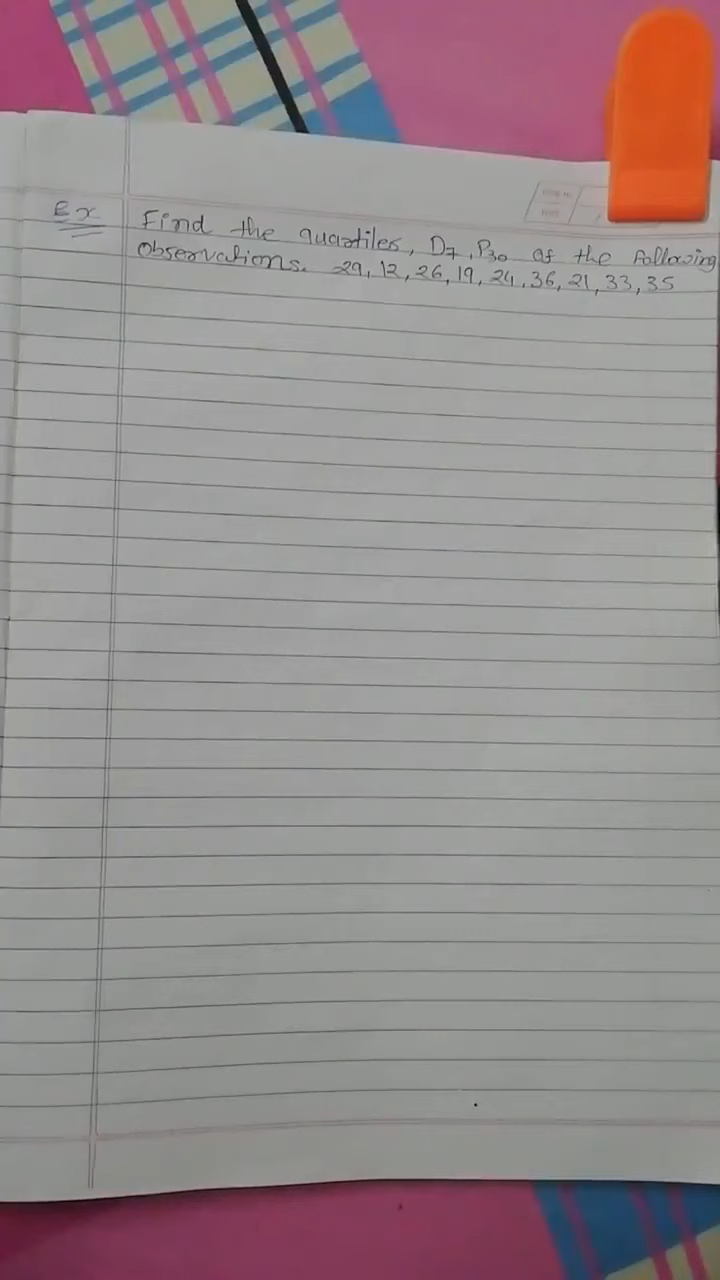 Ex Find the quartiles, D7, P30 of the following
observations. 29, 12, 26, 19, 24, 36, 21, 33, 35